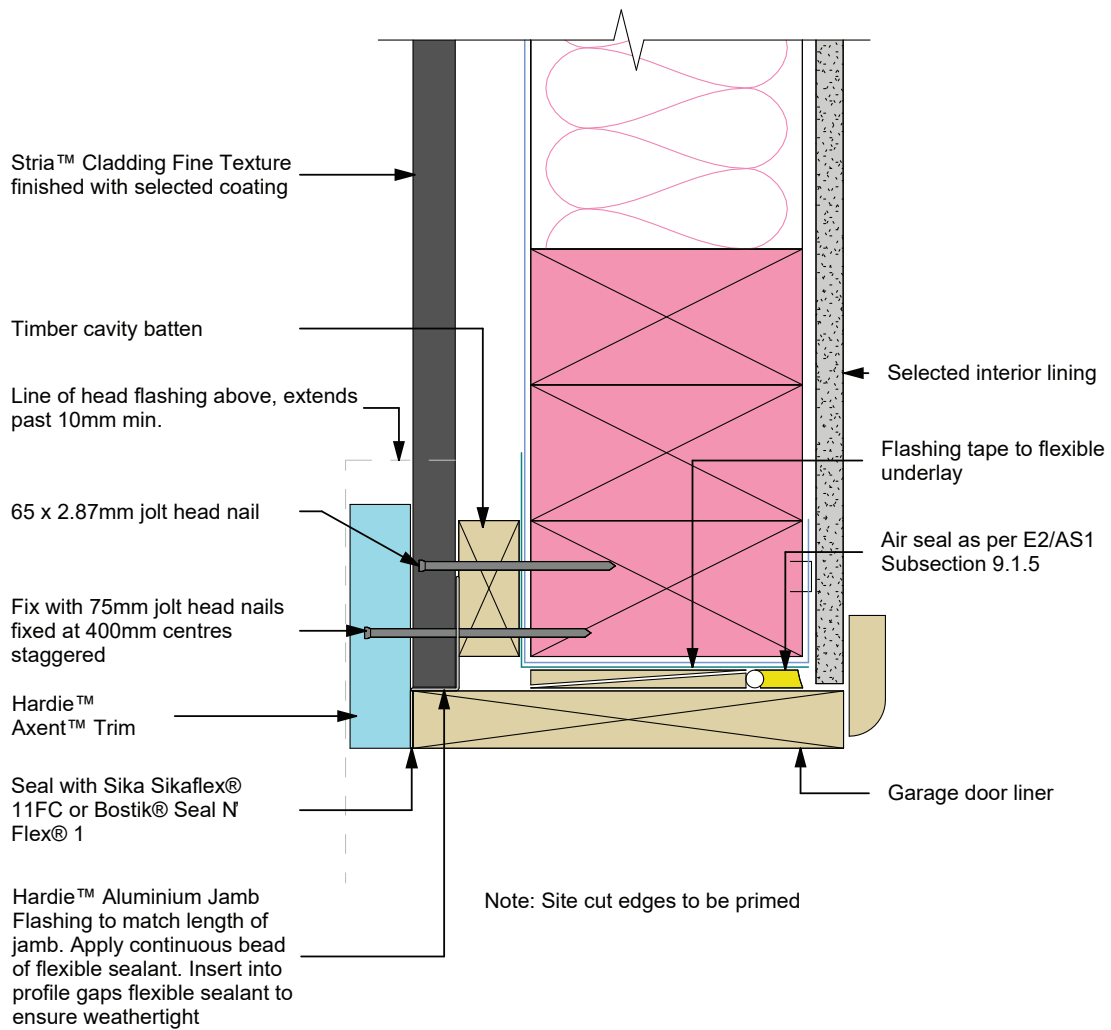 Stria™ Cladding Fine Texture
finished with selected coating
Timber cavity batten
Line of head flashing above, extends
past 10mm min.
65 x 2.87mm jolt head nail
Fix with 75mm jolt head nails
fixed at 400mm centres
staggered
Hardie™
Axent™ Trim
Seal with Sika Sikaflex®
11FC or Bostik® Seal N'
Flex® 1
Hardie™ Aluminium Jamb
Flashing to match length of
jamb. Apply continuous bead
of flexible sealant. Insert into
profile gaps flexible sealant to
ensure weathertight
Selected interior lining
Flashing tape to flexible
underlay
Air seal as per E2/AS1
Subsection 9.1.5
Garage door liner
Note: Site cut edges to be primed